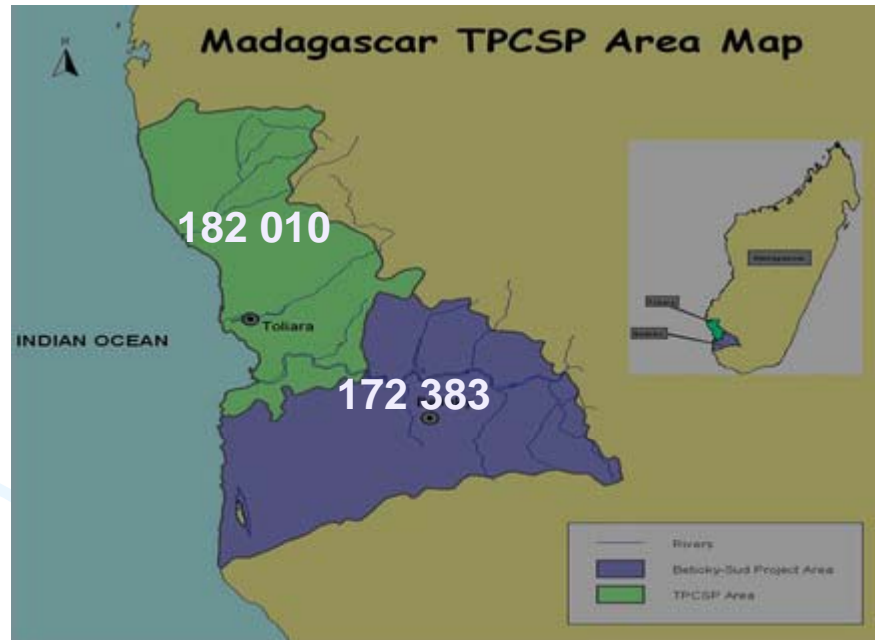 Madagascar TPCSP Area Map
N
182 010
Toliara
INDIAN OCEAN
172 383
Madagascar
Toliara
Rivers
Betioky-Sud Project Area
TPCSP Area